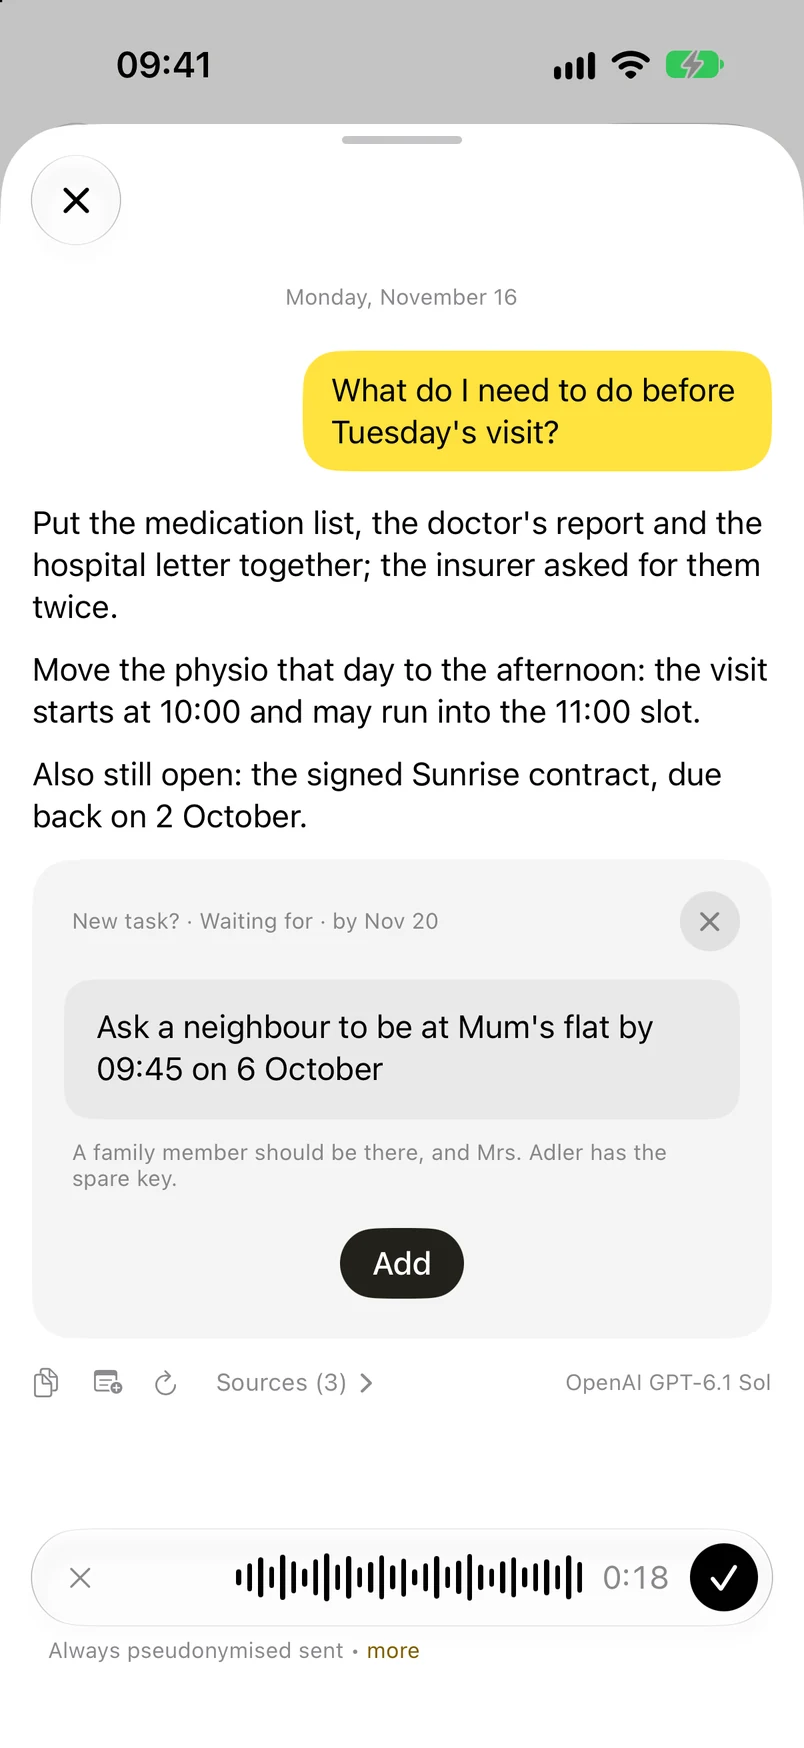 09:41
Monday, November 16
What do I need to do before
Tuesday's visit?
Put the medication list, the doctor's report and the
hospital letter together; the insurer asked for them
twice.
Move the physio that day to the afternoon: the visit
starts at 10:00 and may run into the 11:00 slot.
Also still open: the signed Sunrise contract, due
back on 2 October.
New task? · Waiting for · by Nov 20
Ask a neighbour to be at Mum's flat by
09:45 on 6 October
A family member should be there, and Mrs. Adler has the
spare key.
Add
Sources (3)
OpenAI GPT-6.1 Sol
0:18
Always pseudonymised sent • more